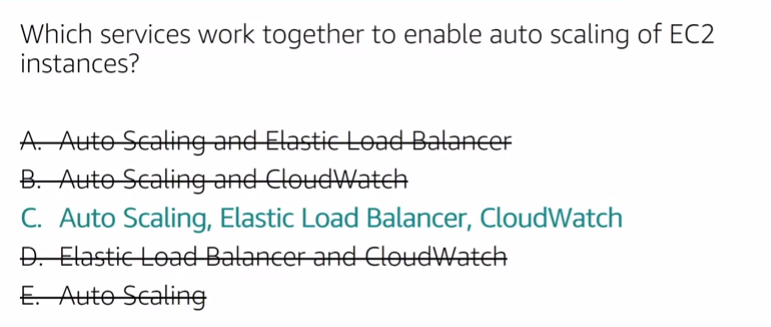 Which services work together to enable auto scaling of EC2
instances?
A. Auto Scaling and Elastic Load Balancer
B. Auto Scaling and CloudWatch
C. Auto Scaling, Elastic Load Balancer, CloudWatch
D. Elastic Load Balancer and CloudWatch
E. Auto Scaling